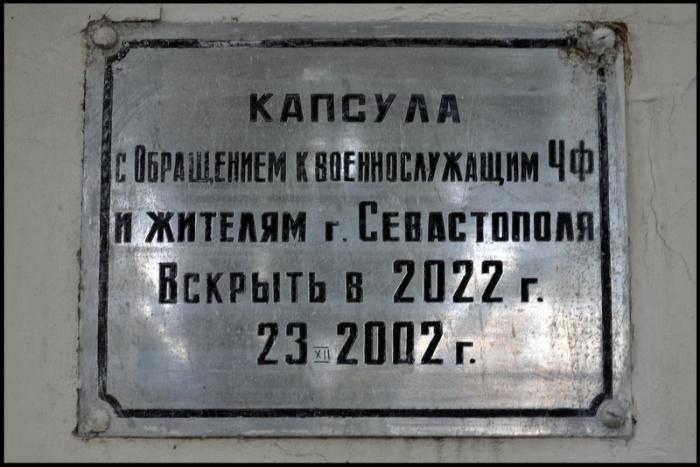 КАПСУЛА
с Обращением к военнослужащим ЧФ
и жителям г. Севастополя
Вскрыть в 2022 г.
23 XII 2002 г.